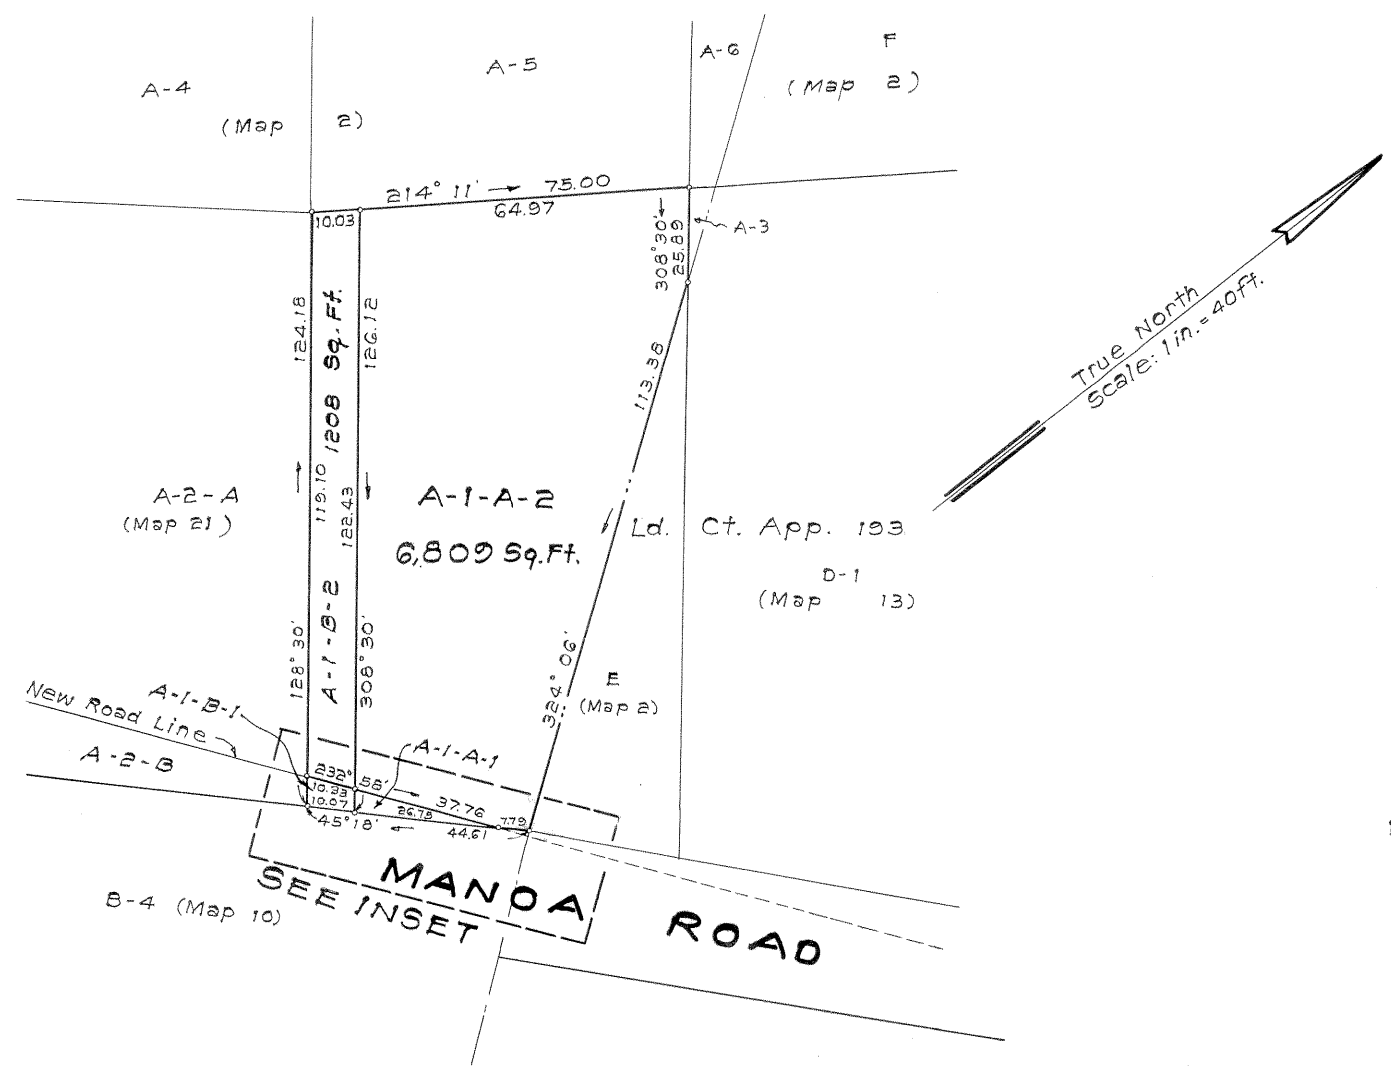 A-4
A-5
A-6
F
(Map 2)
(Map 2)
214° 11' 75.00
10.03
64.97
308° 30'
25.89
A-3
124.18
1208 Sq. Ft.
126.12
113.38
True North
Scale: 1 in. = 40 ft.
A-2-A
(Map 21)
119.10
122.43
A-1-A-2
6,809 Sq. Ft.
Ld. Ct. App. 193
D-1
(Map 13)
128° 30'
A-1-B-2
308° 30'
324° 06'
E
(Map 2)
New Road Line
A-1-B-1
A-1-A-1
A-2-B
232° 58'
10.33
37.76
10.07
26.75
7.79
45° 18'
44.61
MANOA ROAD
SEE INSET
B-4 (Map 10)